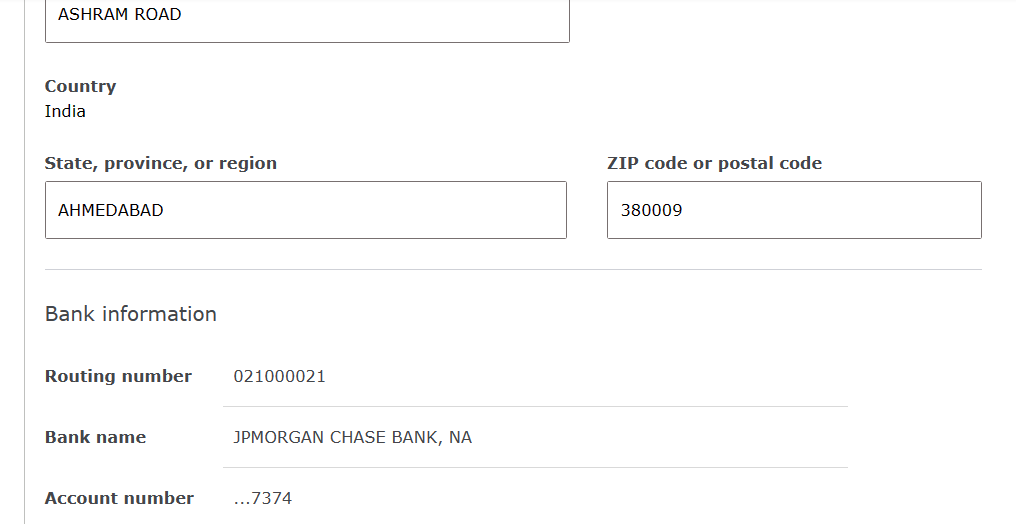 ASHRAM ROAD
Country
India
State, province, or region
ZIP code or postal code
AHMEDABAD
380009
Bank information
Routing number 021000021
Bank name JPMORGAN CHASE BANK, NA
Account number ...7374